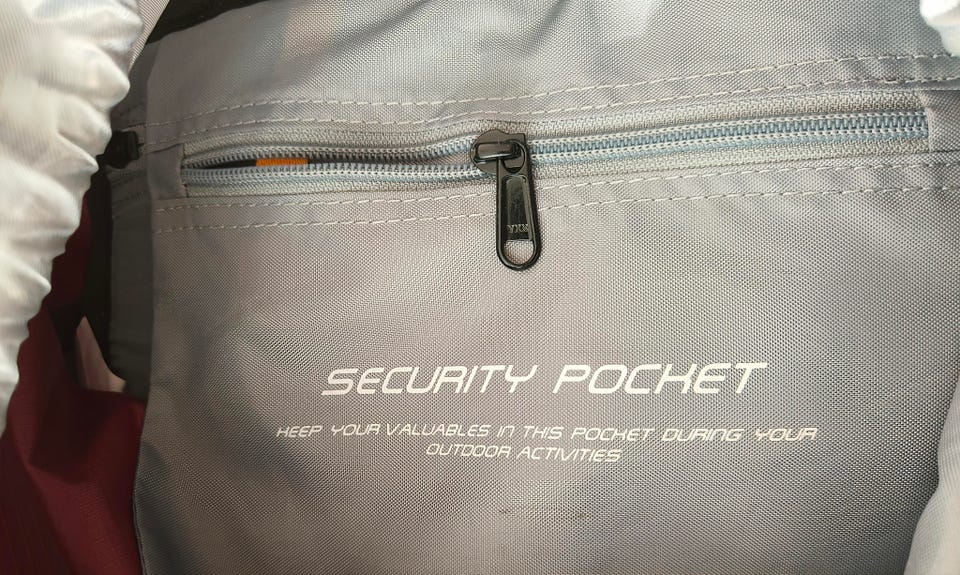 SECURITY POCKET
KEEP YOUR VALUABLES IN THIS POCKET DURING YOUR
OUTDOOR ACTIVITIES